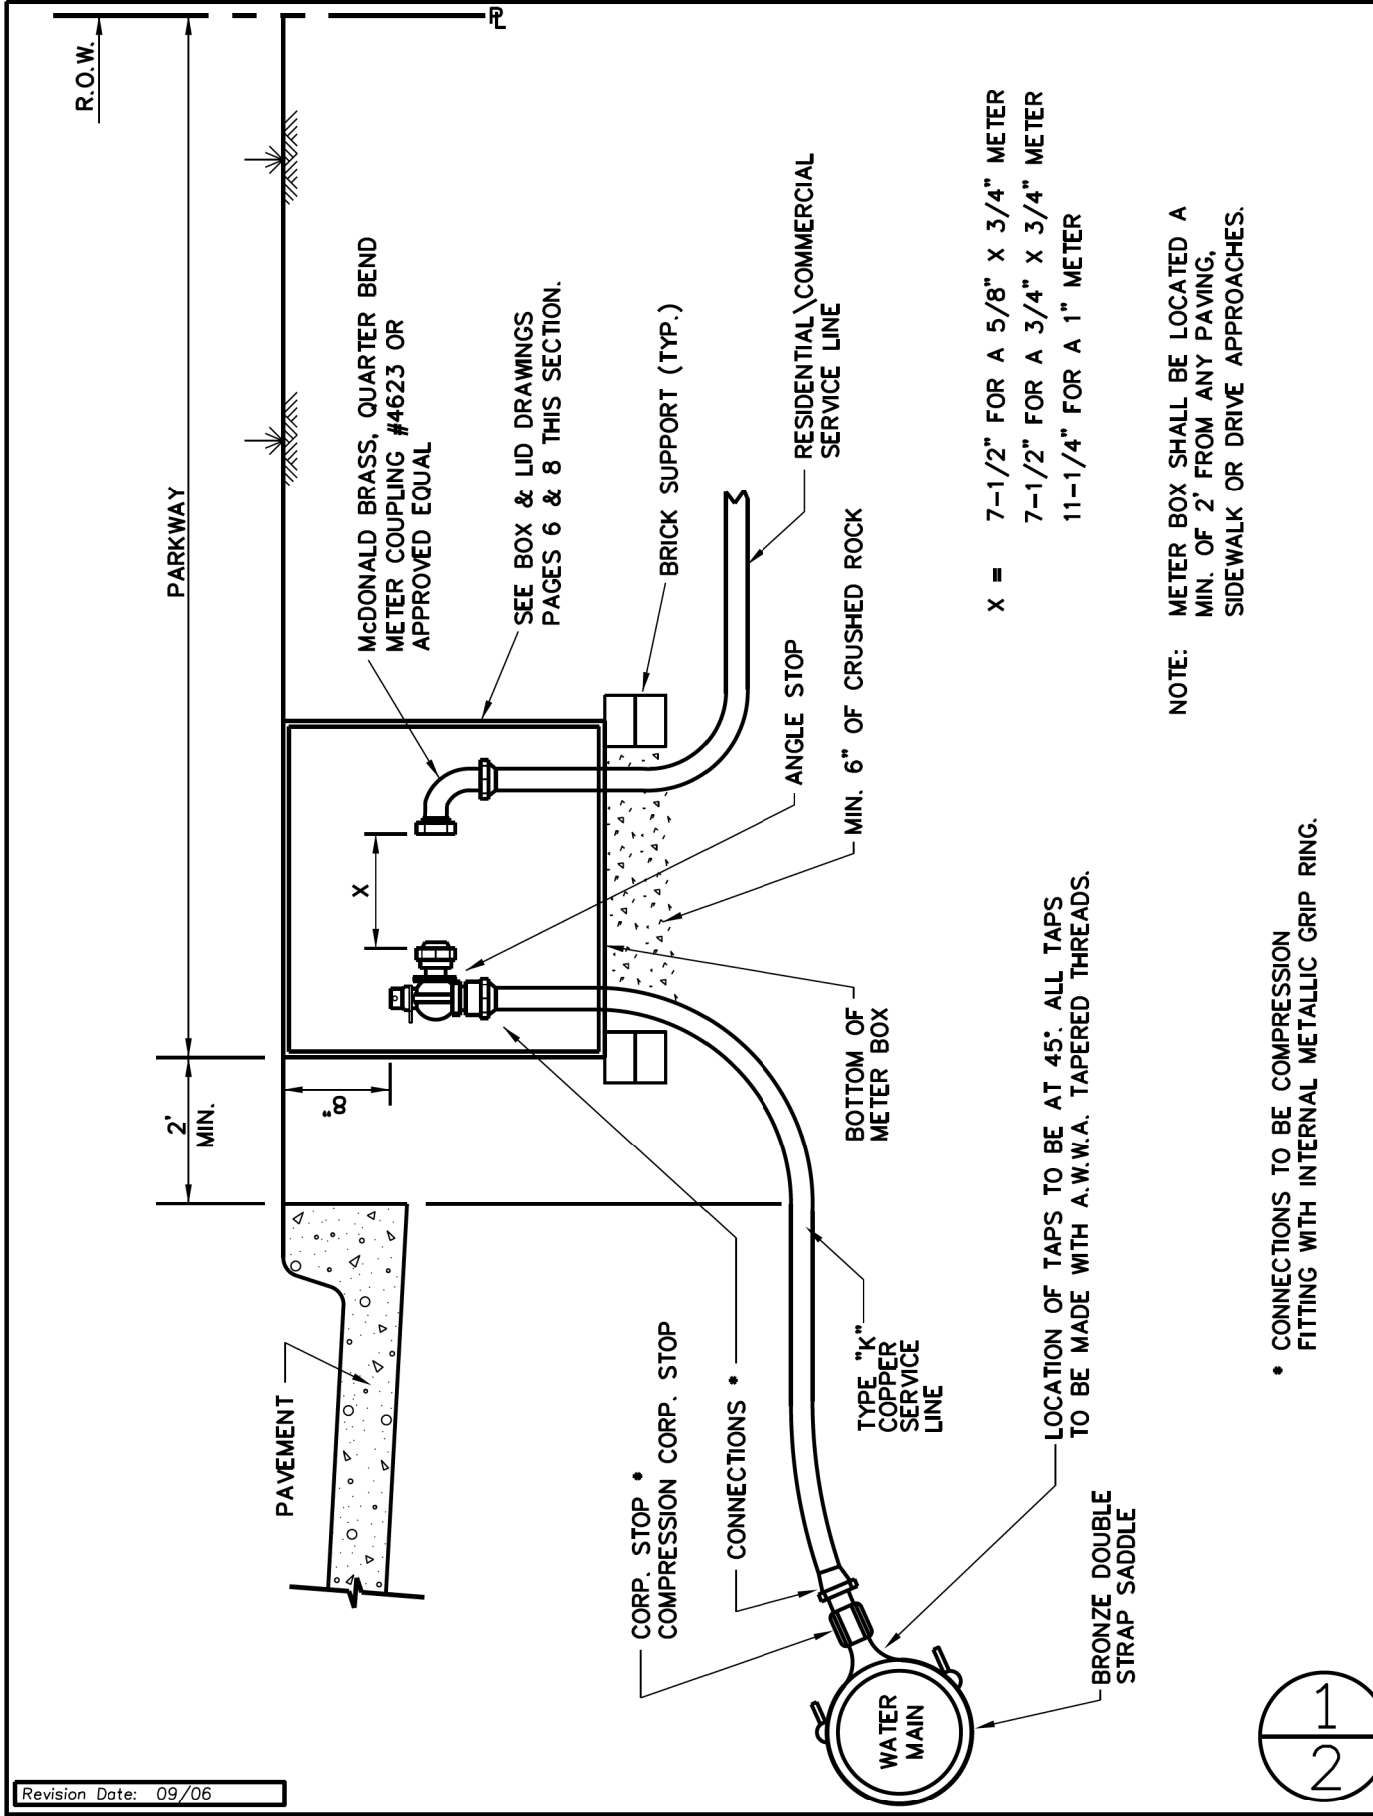 Revision Date: 09/06
R.O.W.
PL
PARKWAY
2'
MIN.
8"
PAVEMENT
McDONALD BRASS, QUARTER BEND
METER COUPLING #4623 OR
APPROVED EQUAL
X
SEE BOX & LID DRAWINGS
PAGES 6 & 8 THIS SECTION.
BRICK SUPPORT (TYP.)
RESIDENTIAL\COMMERCIAL
SERVICE LINE
ANGLE STOP
MIN. 6" OF CRUSHED ROCK
BOTTOM OF
METER BOX
CORP. STOP *
COMPRESSION CORP. STOP
CONNECTIONS *
TYPE "K"
COPPER
SERVICE
LINE
WATER
MAIN
LOCATION OF TAPS TO BE AT 45°. ALL TAPS
TO BE MADE WITH A.W.W.A. TAPERED THREADS.
BRONZE DOUBLE
STRAP SADDLE
X = 7-1/2" FOR A 5/8" X 3/4" METER
7-1/2" FOR A 3/4" X 3/4" METER
11-1/4" FOR A 1" METER
NOTE: METER BOX SHALL BE LOCATED A
MIN. OF 2' FROM ANY PAVING,
SIDEWALK OR DRIVE APPROACHES.
* CONNECTIONS TO BE COMPRESSION
FITTING WITH INTERNAL METALLIC GRIP RING.
1
2